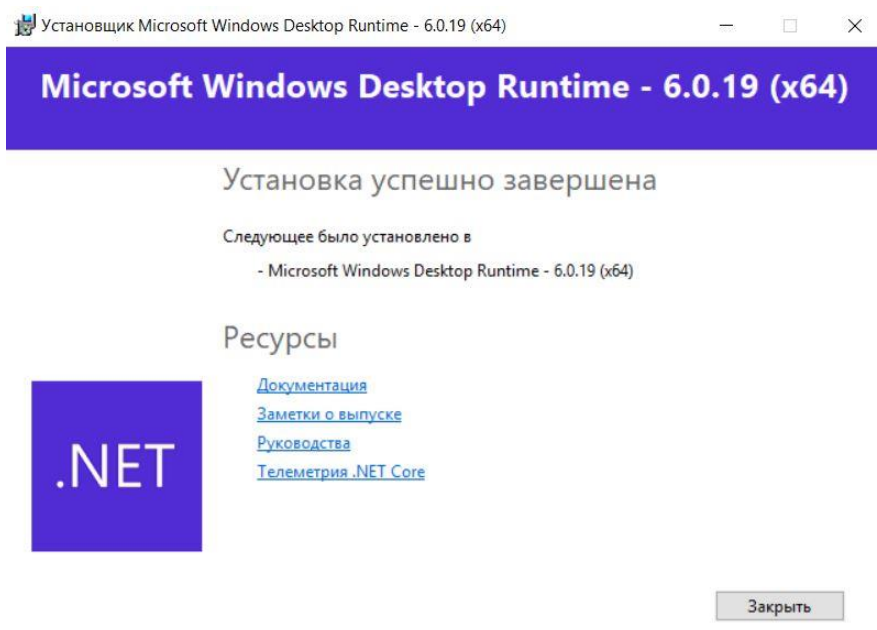 Установщик Microsoft Windows Desktop Runtime - 6.0.19 (x64)
Microsoft Windows Desktop Runtime - 6.0.19 (x64)
Установка успешно завершена
Следующее было установлено в
- Microsoft Windows Desktop Runtime - 6.0.19 (x64)
Ресурсы
Документация
Заметки о выпуске
Руководства
Телеметрия .NET Core
.NET
Закрыть